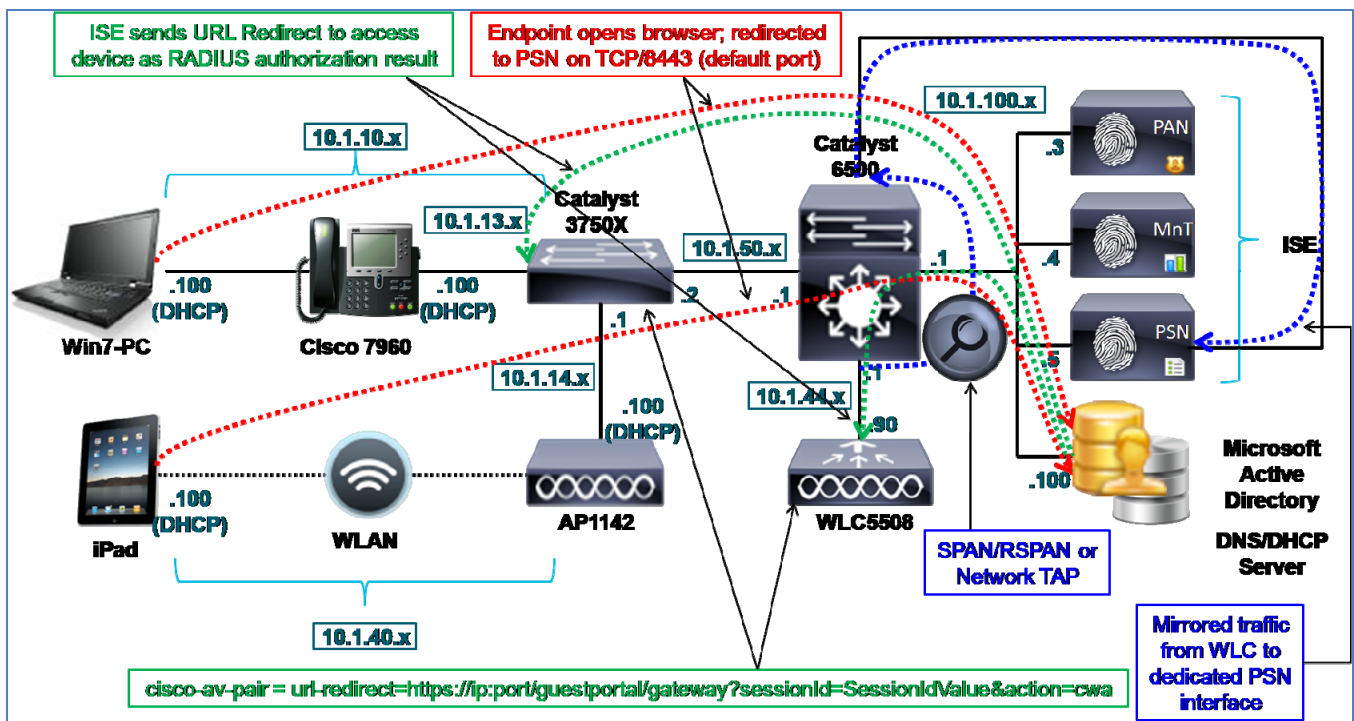 ISE sends URL Redirect to access
device as RADIUS authorization result
Endpoint opens browser; redirected
to PSN on TCP/8443 (default port)
10.1.100.x
10.1.10.x
Catalyst
6500
PAN
.3
Catalyst
3750X
10.1.13.x
10.1.50.x
MnT
ISE
.1
.4
.100
(DHCP)
.100
(DHCP)
.2
.1
Win7-PC
Cisco 7960
.1
PSN
.5
10.1.14.x
.1
10.1.44.x
.100
(DHCP)
.90
.100
(DHCP)
iPad
WLAN
AP1142
WLC5508
.100
Microsoft
Active
Directory
DNS/DHCP
Server
SPAN/RSPAN or
Network TAP
10.1.40.x
Mirrored traffic
from WLC to
dedicated PSN
interface
cisco-av-pair = url-redirect=https://ip:port/guestportal/gateway?sessionId=SessionIdValue&action=cwa